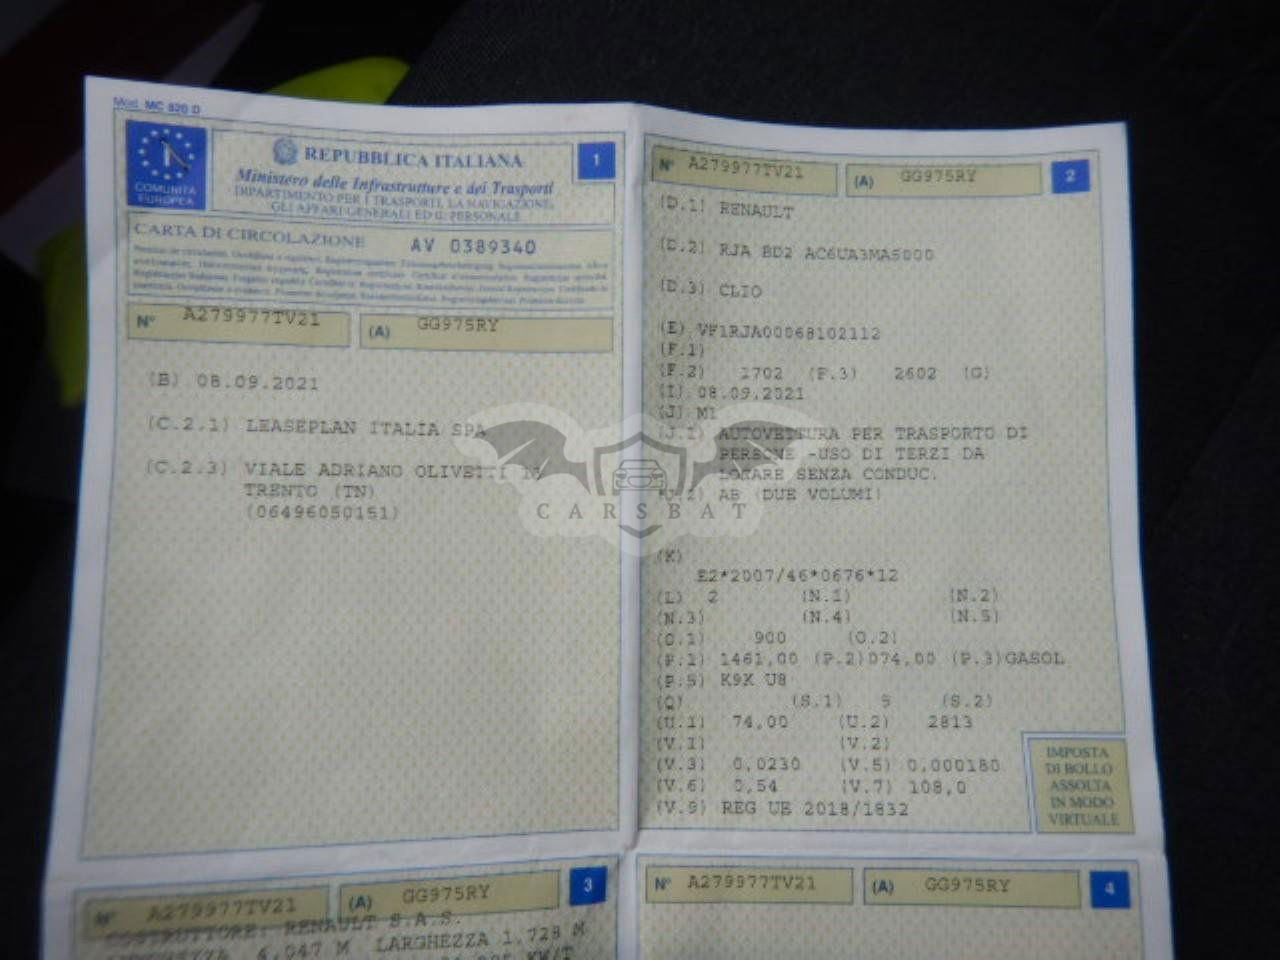 Mod. MC 820 D
COMUNITÀ
EUROPEA
REPUBBLICA ITALIANA
1
Ministero delle Infrastrutture e dei Trasporti
DIPARTIMENTO PER I TRASPORTI, LA NAVIGAZIONE,
GLI AFFARI GENERALI ED IL PERSONALE
CARTA DI CIRCOLAZIONE AV 0389340
N° A279977TV21 (A) GG975RY
(B) 08.09.2021
(C.2.1) LEASEPLAN ITALIA SPA
(C.2.3) VIALE ADRIANO OLIVETTI
TRENTO (TN)
(06496050151)
N° A279977TV21 (A) GG975RY 2
(D.1) RENAULT
(D.2) RJA BD2 AC6UA3MA5000
(D.3) CLIO
(E) VF1RJA00068102112
(F.1)
(F.2) 1702 (F.3) 2602 (G)
(I) 08.09.2021
(J) M1
(J.1) AUTOVETTURA PER TRASPORTO DI
PERSONE -USO DI TERZI DA
LOCARE SENZA CONDUC.
(J.2) AB (DUE VOLUMI)
CARSBAT
(K)
E2*2007/46*0676*12
(L) 2 (N.1) (N.2)
(N.3) (N.4) (N.5)
(O.1) 900 (O.2)
(P.1) 1461,00 (P.2)074,00 (P.3)GASOL
(P.5) K9K U8
(Q) (S.1) 5 (S.2)
(U.1) 74,00 (U.2) 2813
(V.1) (V.2)
(V.3) 0,0230 (V.5) 0,000180
(V.6) 0,54 (V.7) 108,0
(V.9) REG UE 2018/1832
IMPOSTA
DI BOLLO
ASSOLTA
IN MODO
VIRTUALE
N° A279977TV21 (A) GG975RY 3
COSTRUTTORE: RENAULT S.A.S.
4,047 M LARGHEZZA 1,728 M
KW/T
N° A279977TV21 (A) GG975RY 4